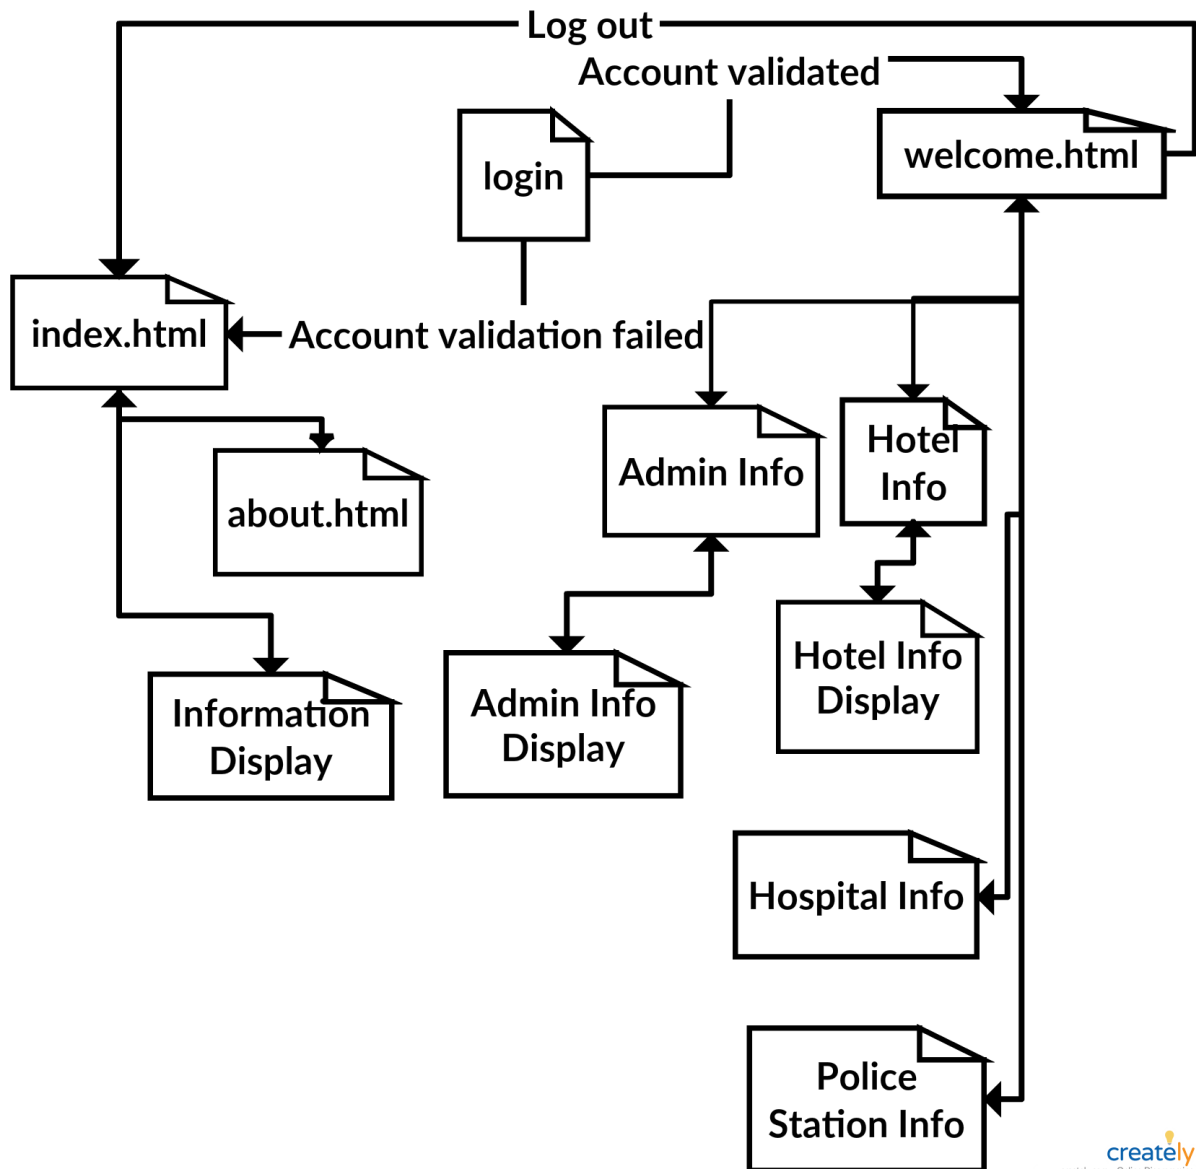 Log out
Account validated
login
welcome.html
index.html
Account validation failed
about.html
Admin Info
Hotel
Info
Information
Display
Admin Info
Display
Hotel Info
Display
Hospital Info
Police
Station Info
creately